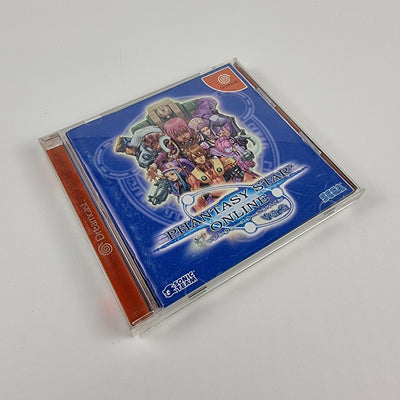 Dreamcast
PHANTASY STAR
ONLINE
SEGA
SONIC
TEAM